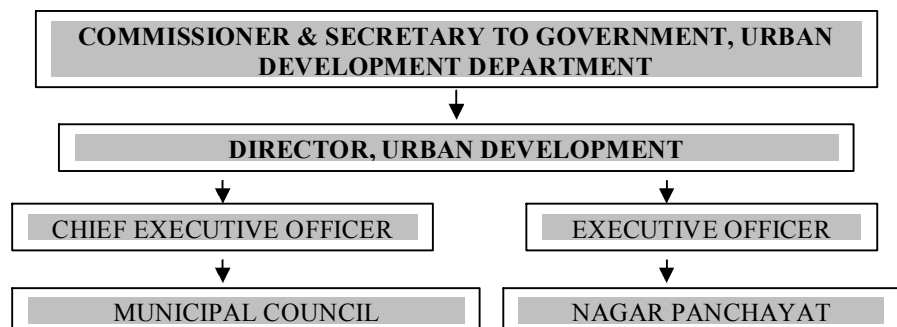 COMMISSIONER & SECRETARY TO GOVERNMENT, URBAN
DEVELOPMENT DEPARTMENT
DIRECTOR, URBAN DEVELOPMENT
CHIEF EXECUTIVE OFFICER
EXECUTIVE OFFICER
MUNICIPAL COUNCIL
NAGAR PANCHAYAT